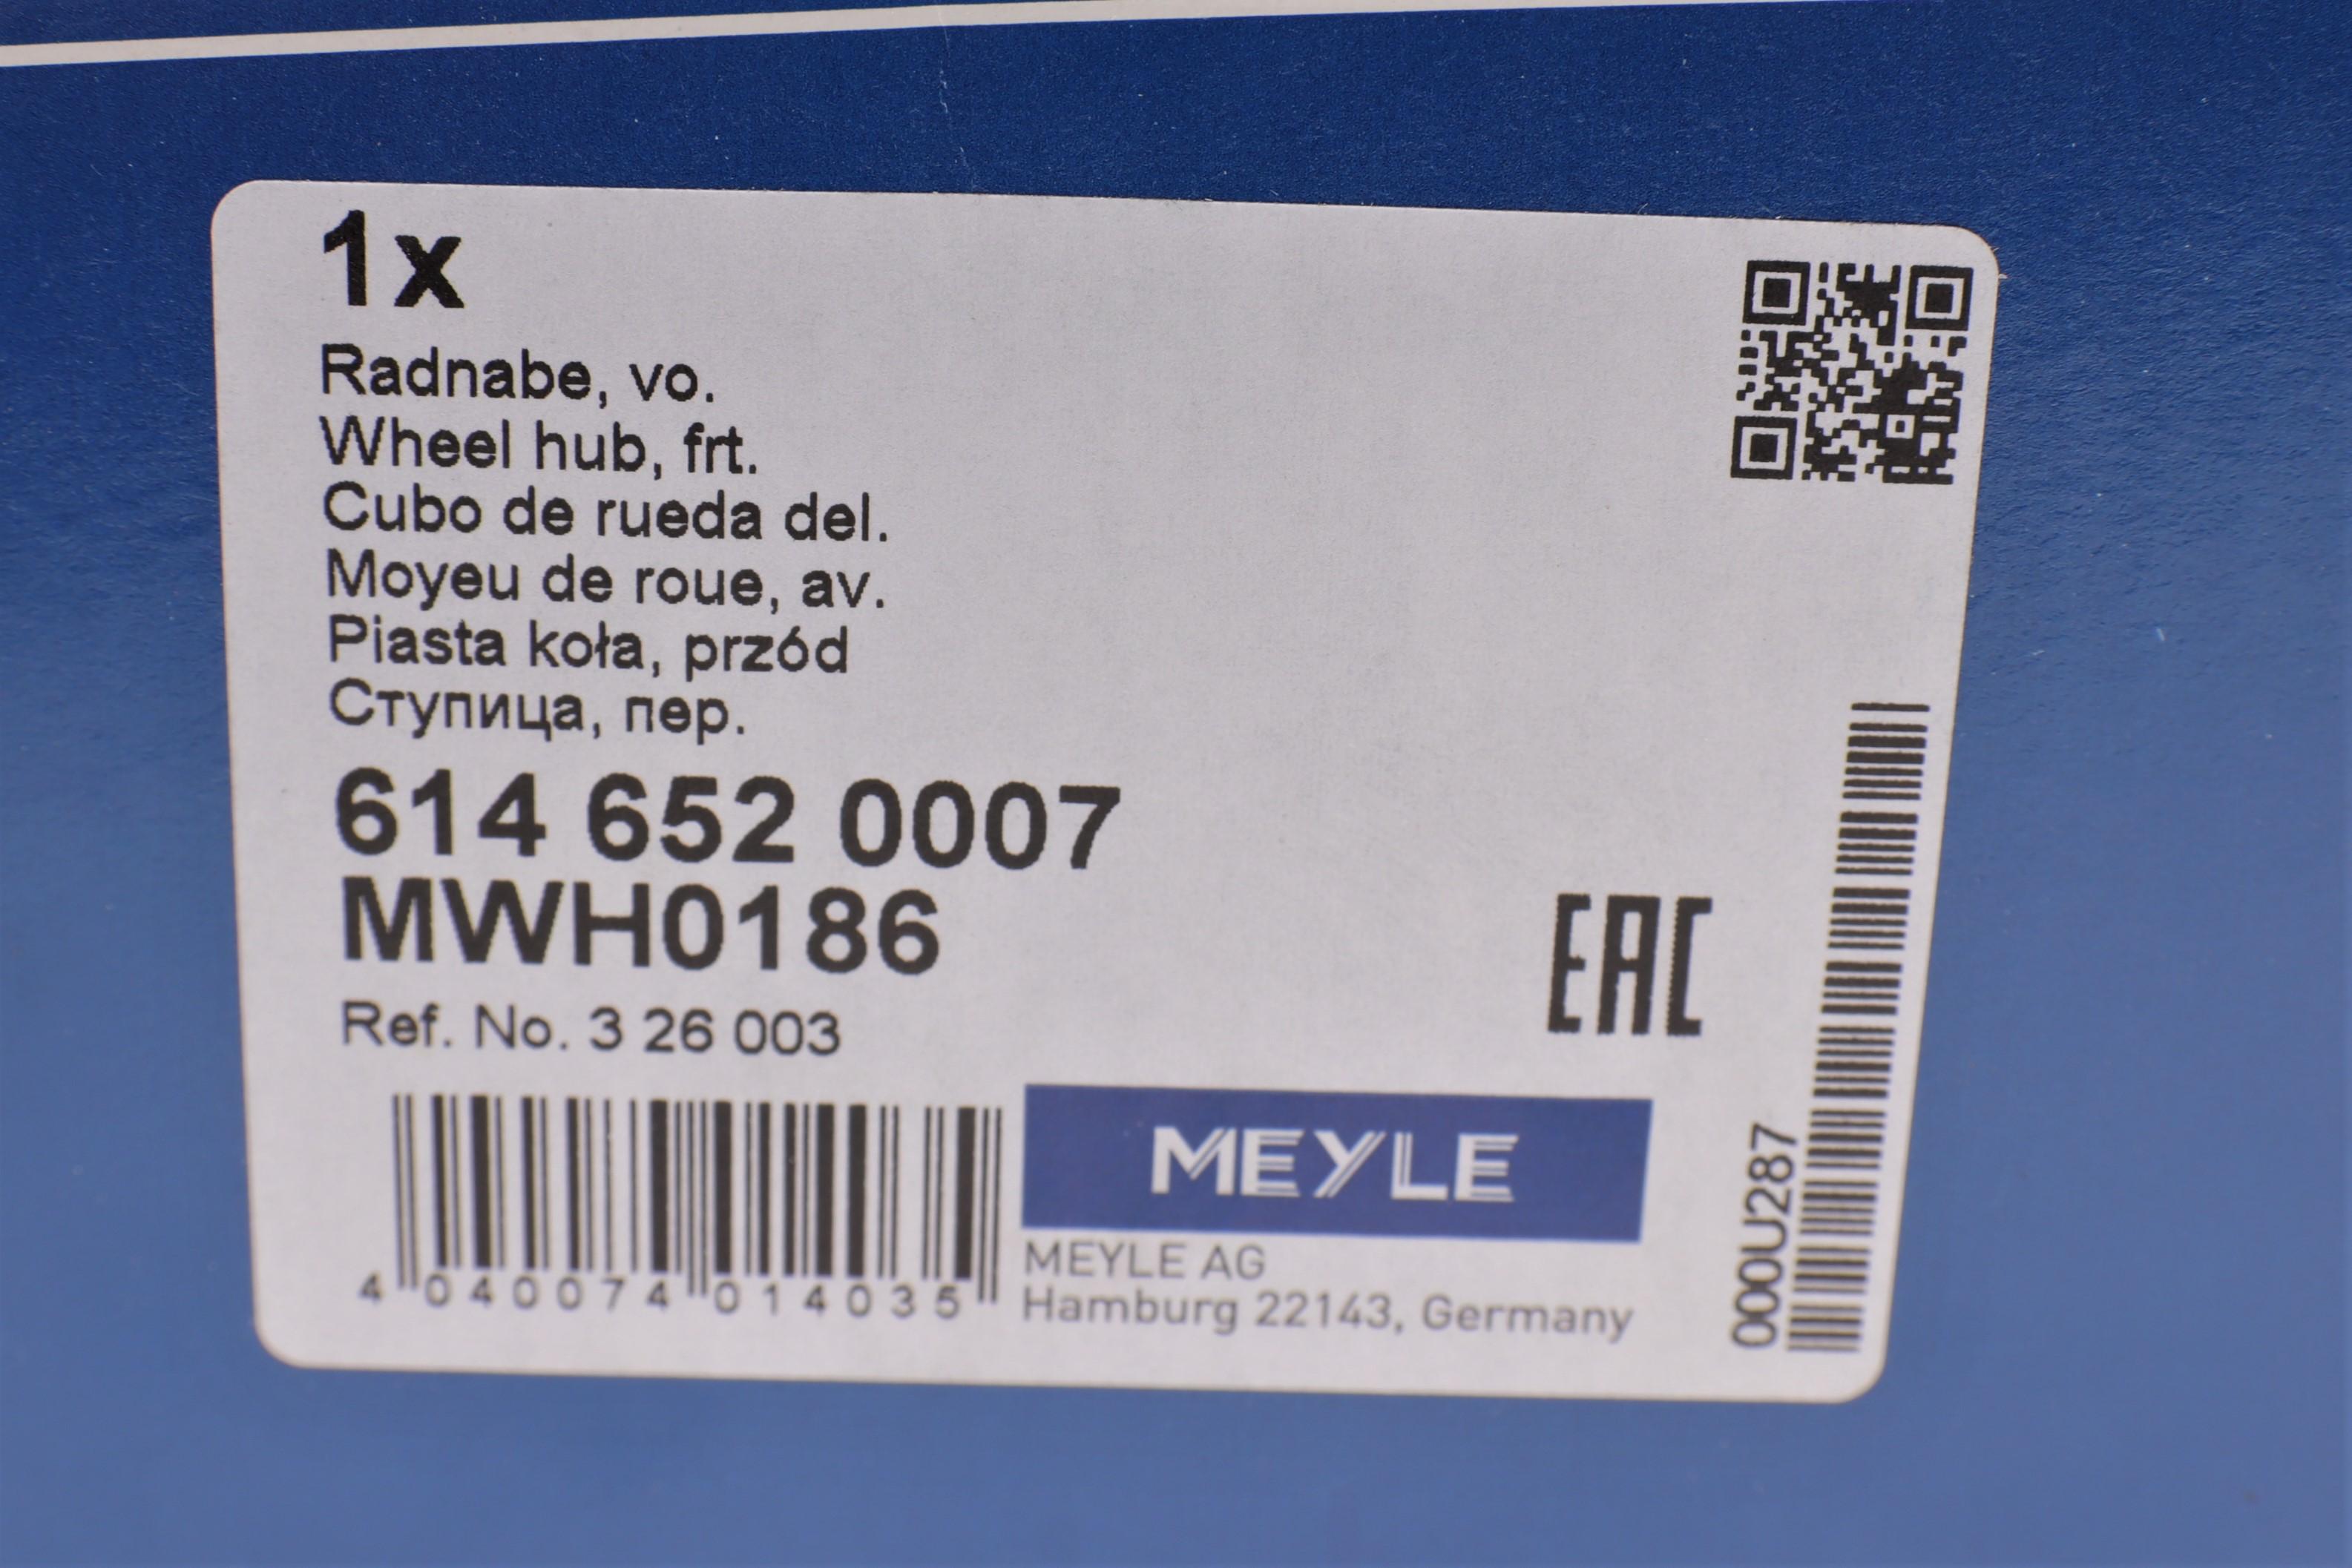 1x
Radnabe, vo.
Wheel hub, frt.
Cubo de rueda del.
Moyeu de roue, av.
Piasta koła, przód
Ступица, пер.
614 652 0007
MWH0186
Ref. No. 3 26 003
EAC
4 040074 014035
MEYLE
MEYLE AG
Hamburg 22143, Germany
000U287